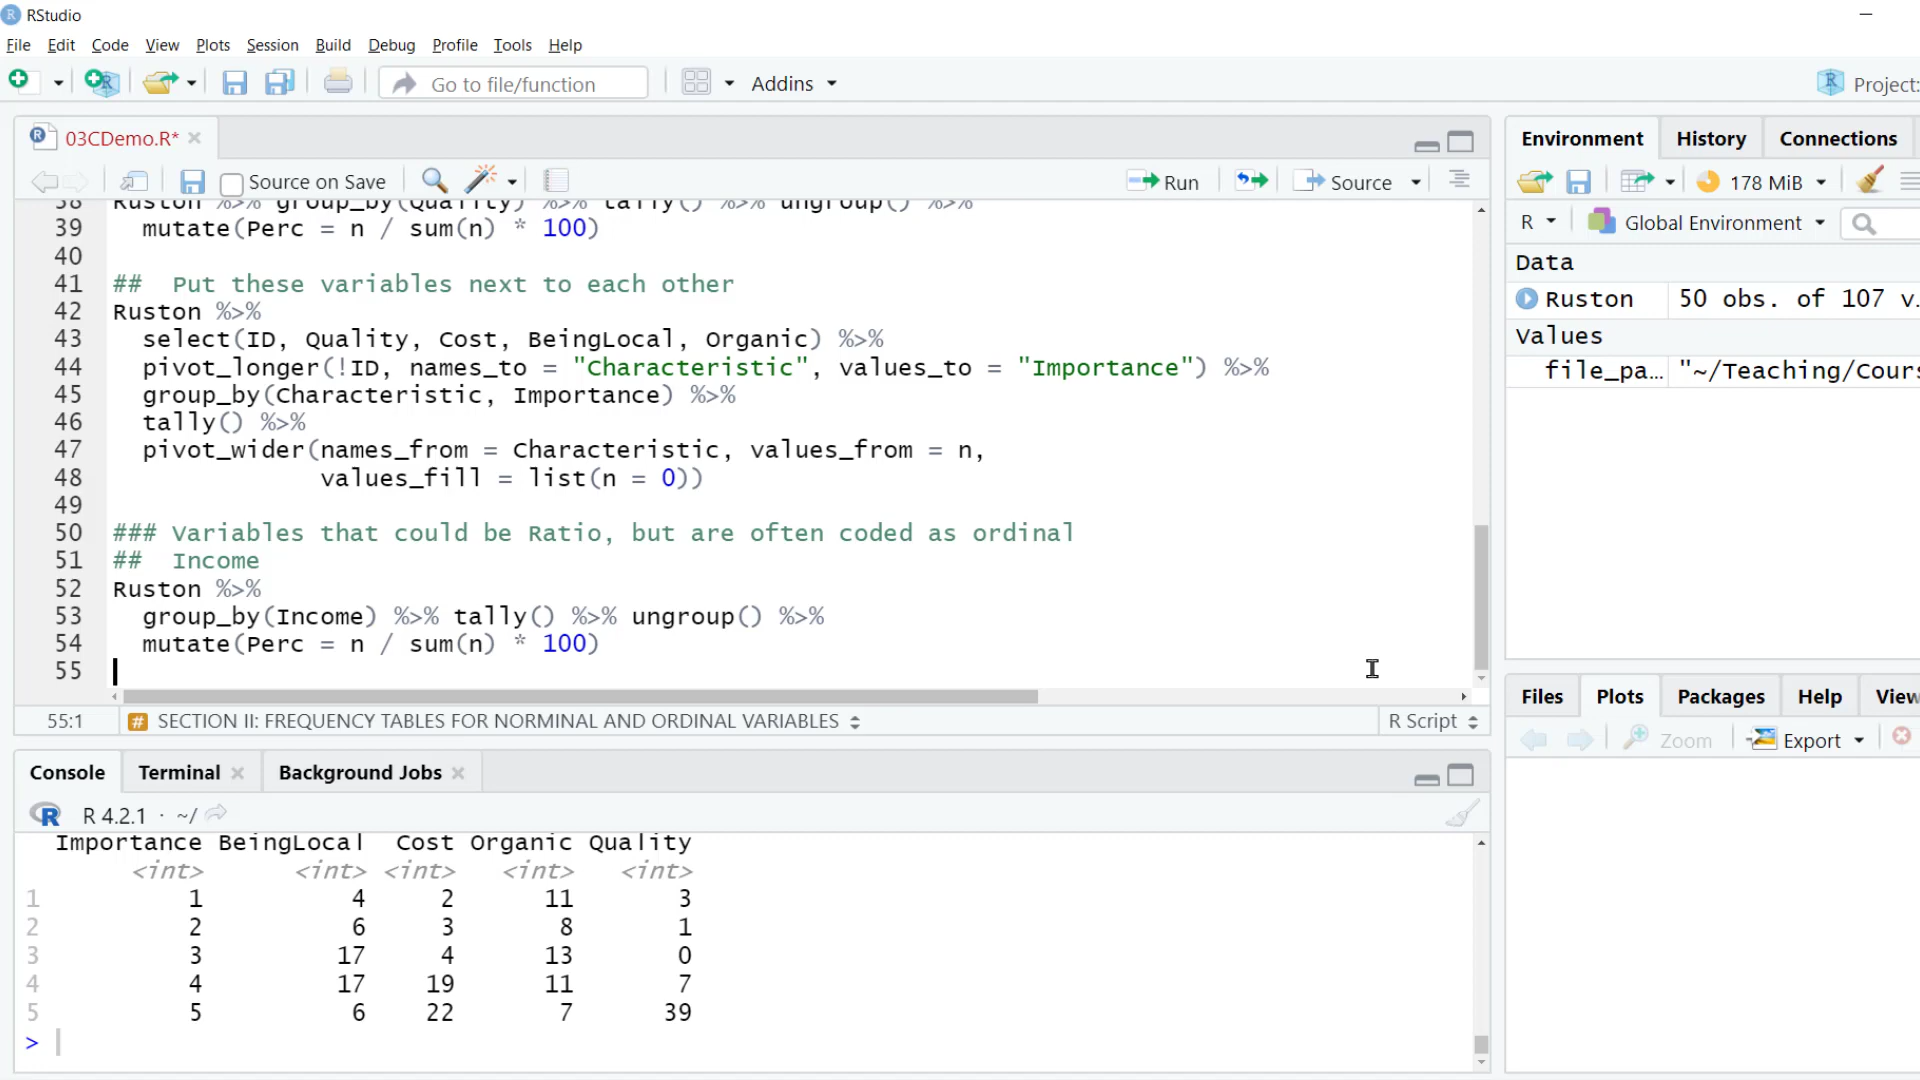 RStudio
File Edit Code View Plots Session Build Debug Profile Tools Help
Go to file/function Addins Project:
03CDemo.R*
Source on Save Run Source
38 Ruston %>% group_by(Quality) %>% tally() %>% ungroup() %>%
39 mutate(Perc = n / sum(n) * 100)
40
41 ## Put these variables next to each other
42 Ruston %>%
43 select(ID, Quality, Cost, BeingLocal, Organic) %>%
44 pivot_longer(!ID, names_to = "Characteristic", values_to = "Importance") %>%
45 group_by(Characteristic, Importance) %>%
46 tally() %>%
47 pivot_wider(names_from = Characteristic, values_from = n,
48 values_fill = list(n = 0))
49
50 ### Variables that could be Ratio, but are often coded as ordinal
51 ## Income
52 Ruston %>%
53 group_by(Income) %>% tally() %>% ungroup() %>%
54 mutate(Perc = n / sum(n) * 100)
55
55:1 # SECTION II: FREQUENCY TABLES FOR NORMINAL AND ORDINAL VARIABLES R Script
Console Terminal Background Jobs
R R 4.2.1 · ~/
Importance BeingLocal Cost Organic Quality
<int> <int> <int> <int> <int>
1 1 4 2 11 3
2 2 6 3 8 1
3 3 17 4 13 0
4 4 17 19 11 7
5 5 6 22 7 39
>
Environment History Connections
178 MiB
R Global Environment
Data
Ruston 50 obs. of 107 v…
Values
file_pa… "~/Teaching/Cours
Files Plots Packages Help View
Zoom Export